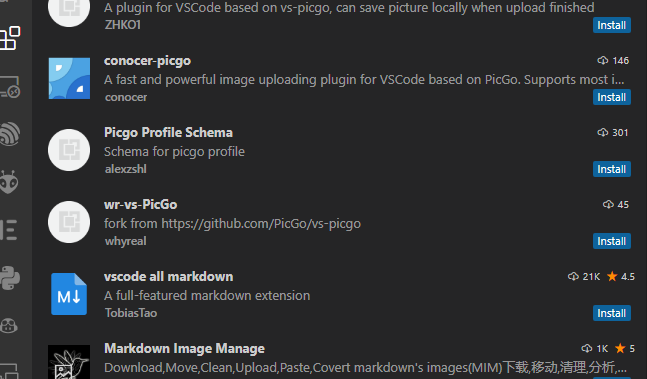 A plugin for VSCode based on vs-picgo, can save picture locally when upload finished
ZHKO1
Install
conocer-picgo 146
A fast and powerful image uploading plugin for VSCode based on PicGo. Supports most i...
conocer
Install
Picgo Profile Schema 301
Schema for picgo profile
alexzshl
Install
wr-vs-PicGo 45
fork from https://github.com/PicGo/vs-picgo
whyreal
Install
vscode all markdown 21K 4.5
A full-featured markdown extension
TobiasTao
Install
M
Markdown Image Manage 1K 5
Download,Move,Clean,Upload,Paste,Covert markdown's images(MIM)下载,移动,清理,分析,...